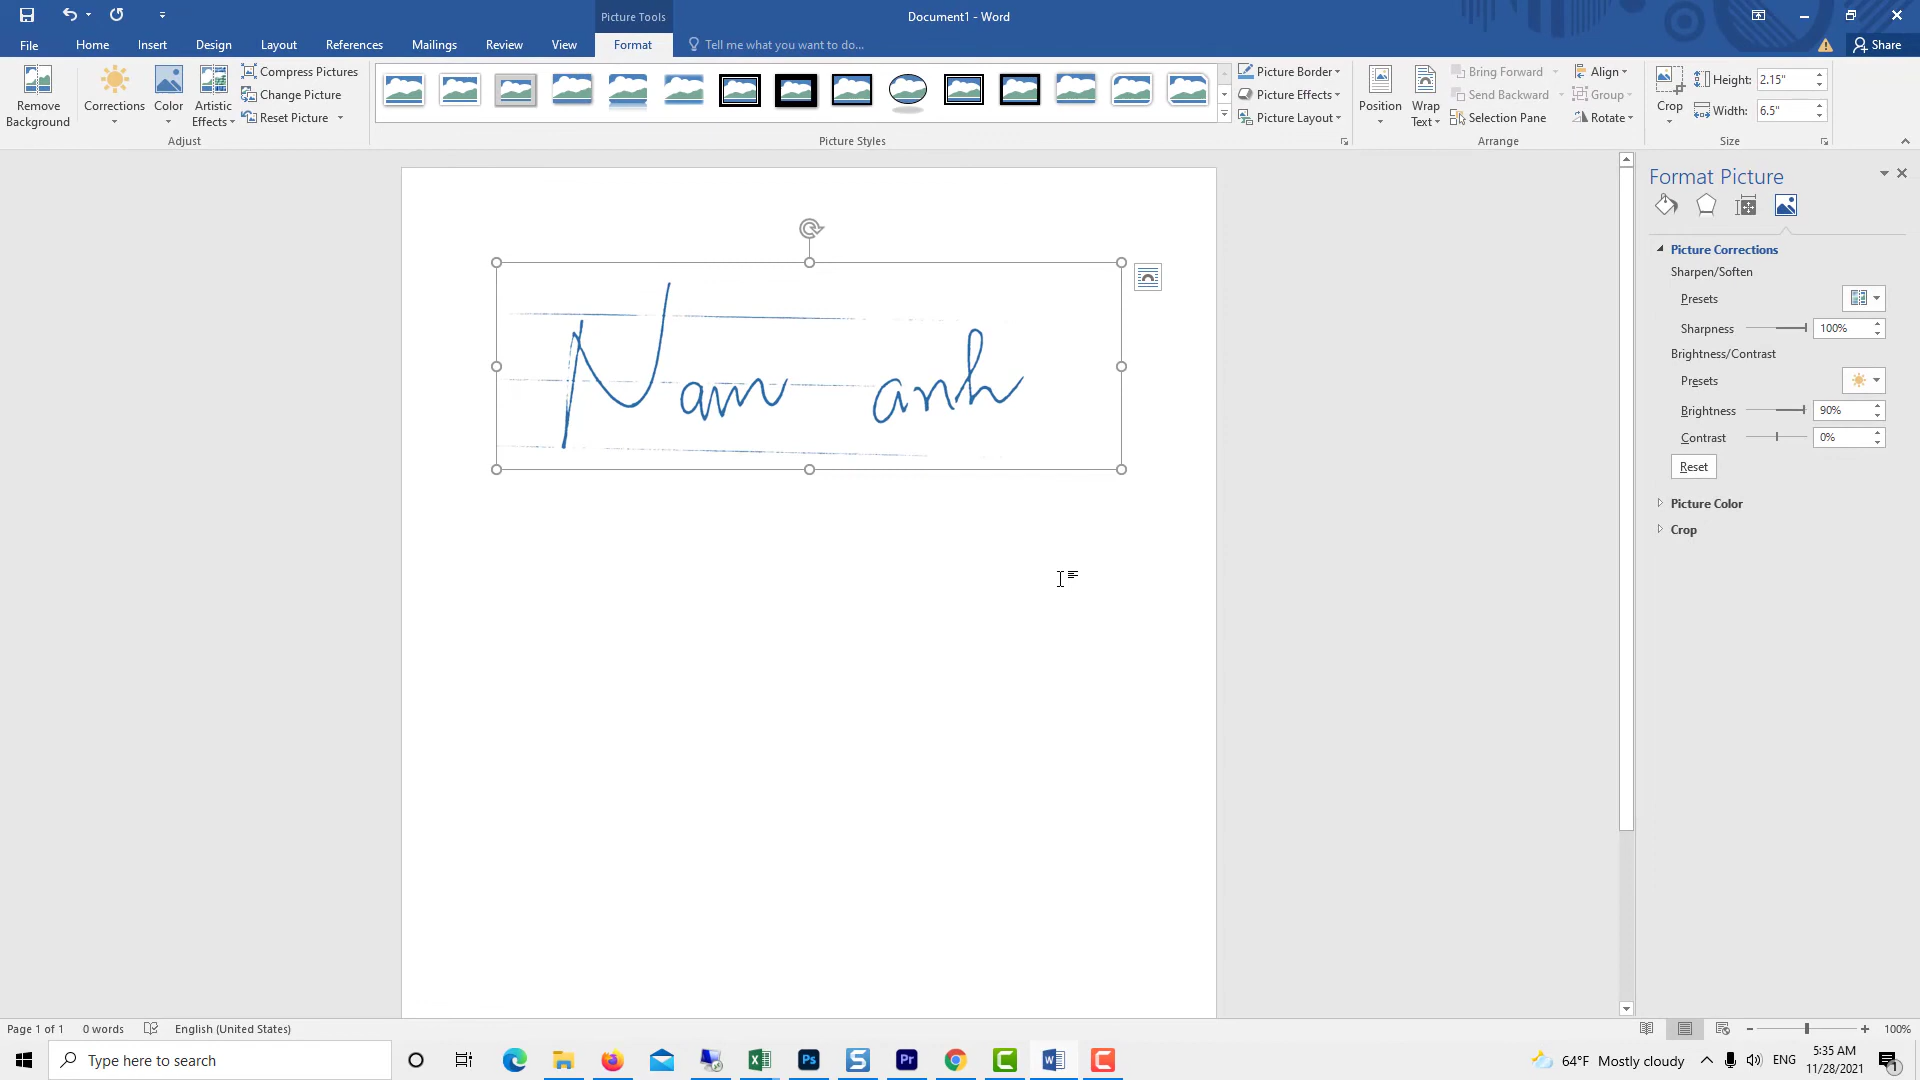 Picture Tools
Document1 - Word
File
Home
Insert
Design
Layout
References
Mailings
Review
View
Format
Tell me what you want to do...
Share
Remove Background
Corrections
Color
Artistic Effects
Compress Pictures
Change Picture
Reset Picture
Adjust
Picture Styles
Picture Border
Picture Effects
Picture Layout
Position
Wrap Text
Bring Forward
Send Backward
Selection Pane
Align
Group
Rotate
Arrange
Crop
Height: 2.15"
Width: 6.5"
Size
Nam anh
Format Picture
Picture Corrections
Sharpen/Soften
Presets
Sharpness 100%
Brightness/Contrast
Presets
Brightness 90%
Contrast 0%
Reset
Picture Color
Crop
Page 1 of 1 0 words English (United States)
100%
Type here to search
64°F Mostly cloudy
ENG
5:35 AM
11/28/2021